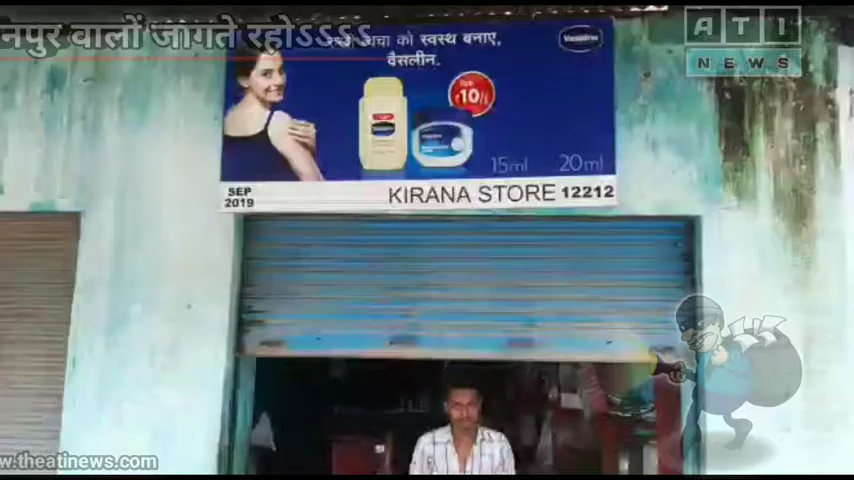 नपुर वालों जागते रहोऽऽऽऽ
ATI
NEWS
त्वचा को स्वस्थ बनाए,
वैसलीन.
Vaseline
₹10/-
15ml
20ml
SEP
2019
KIRANA STORE 12212
w.theatinews.com